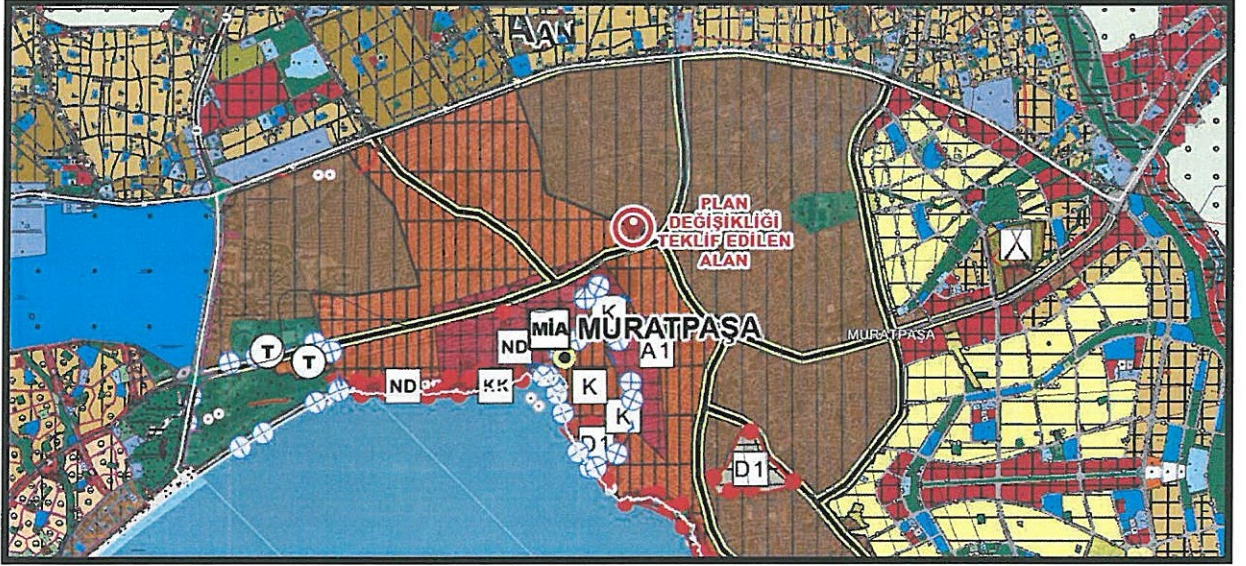 PLAN
DEĞİŞİKLİĞİ
TEKLİF EDİLEN
ALAN
K
MİA MURATPAŞA
MURATPAŞA
ND
A1
T
T
ND
KK
K
K
D1
D1